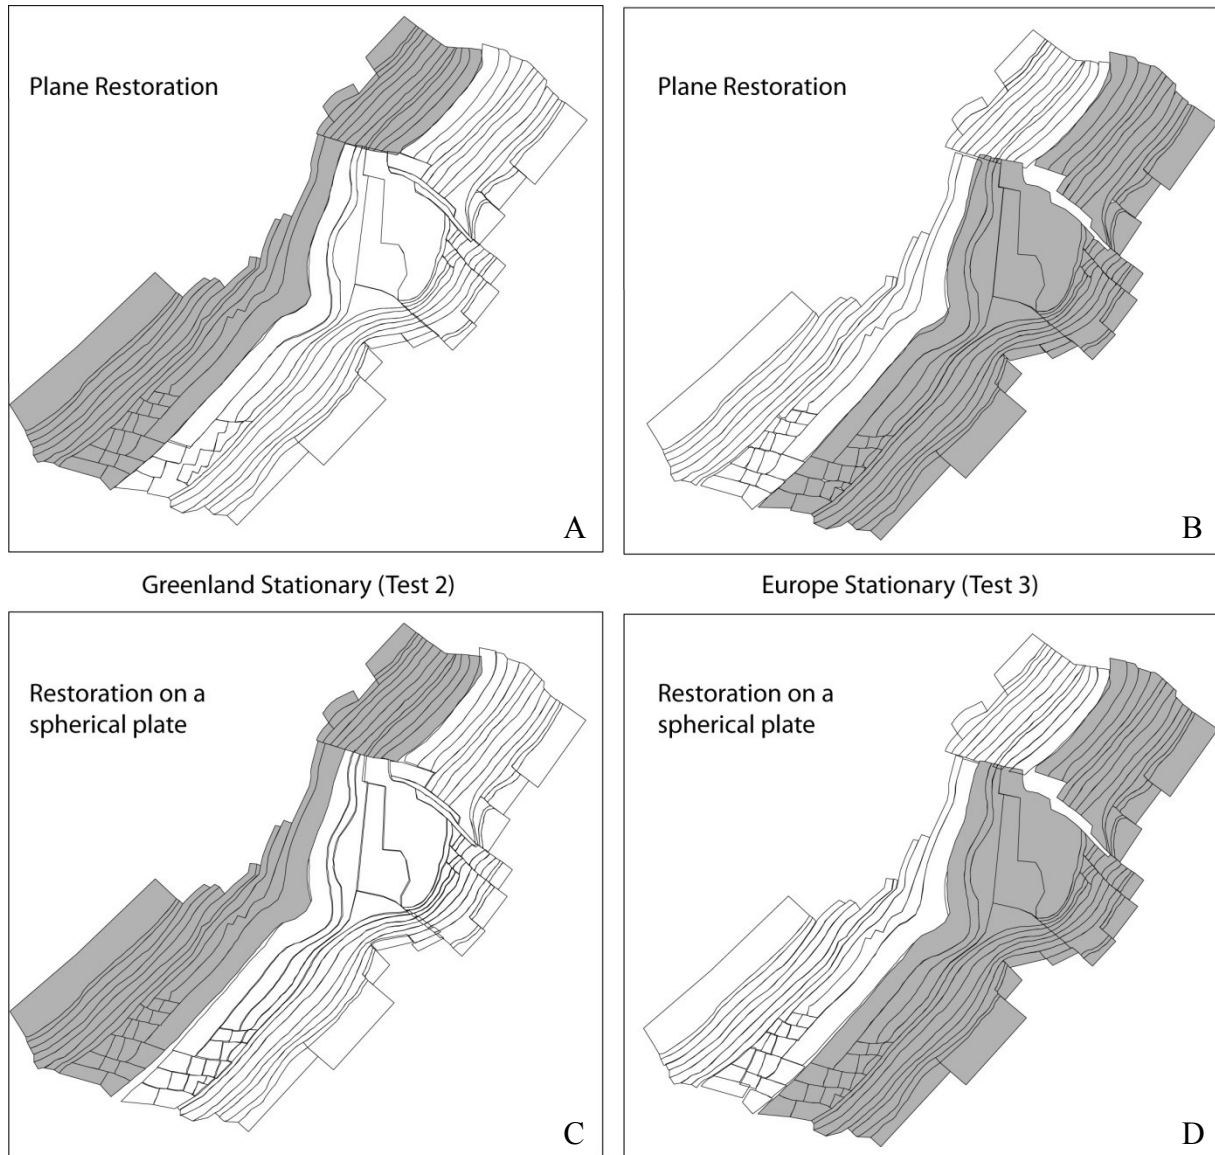 Plane Restoration
A
Plane Restoration
B
Greenland Stationary (Test 2)
Europe Stationary (Test 3)
Restoration on a
spherical plate
C
Restoration on a
spherical plate
D